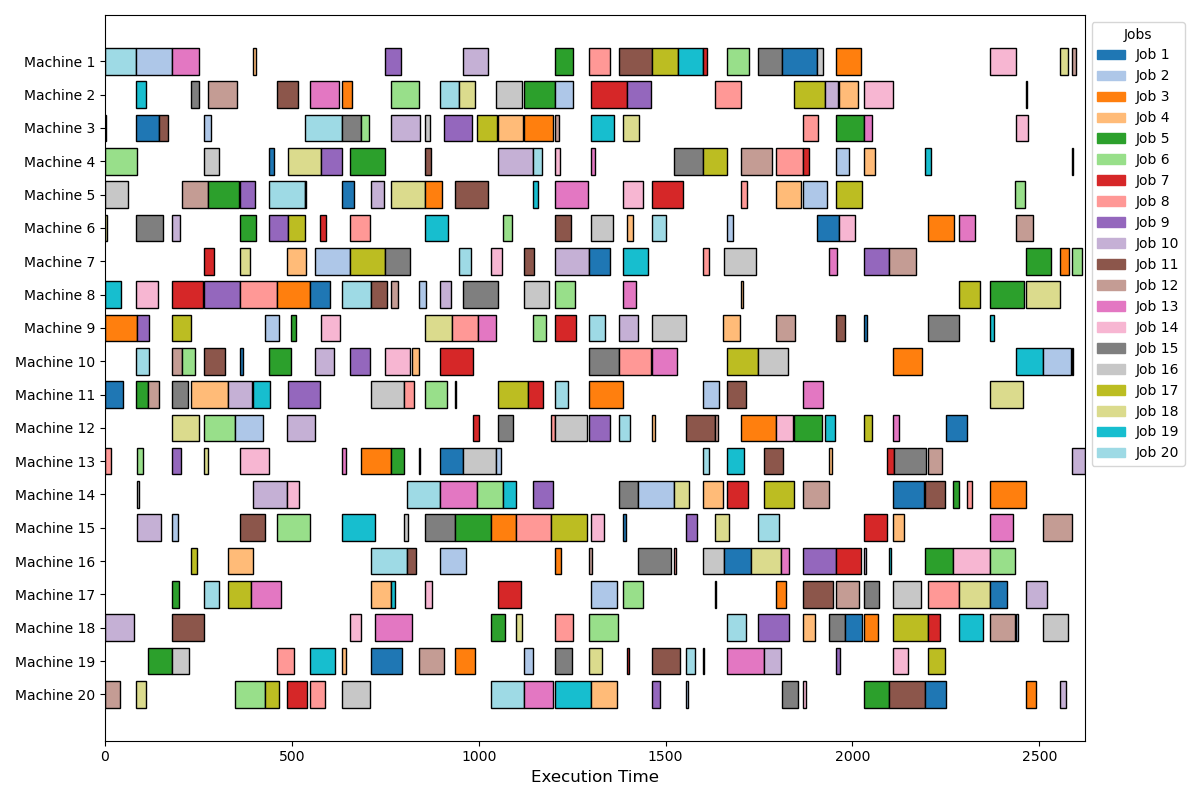 Machine 1
Machine 2
Machine 3
Machine 4
Machine 5
Machine 6
Machine 7
Machine 8
Machine 9
Machine 10
Machine 11
Machine 12
Machine 13
Machine 14
Machine 15
Machine 16
Machine 17
Machine 18
Machine 19
Machine 20
0 500 1000 1500 2000 2500
Execution Time
Jobs
Job 1
Job 2
Job 3
Job 4
Job 5
Job 6
Job 7
Job 8
Job 9
Job 10
Job 11
Job 12
Job 13
Job 14
Job 15
Job 16
Job 17
Job 18
Job 19
Job 20